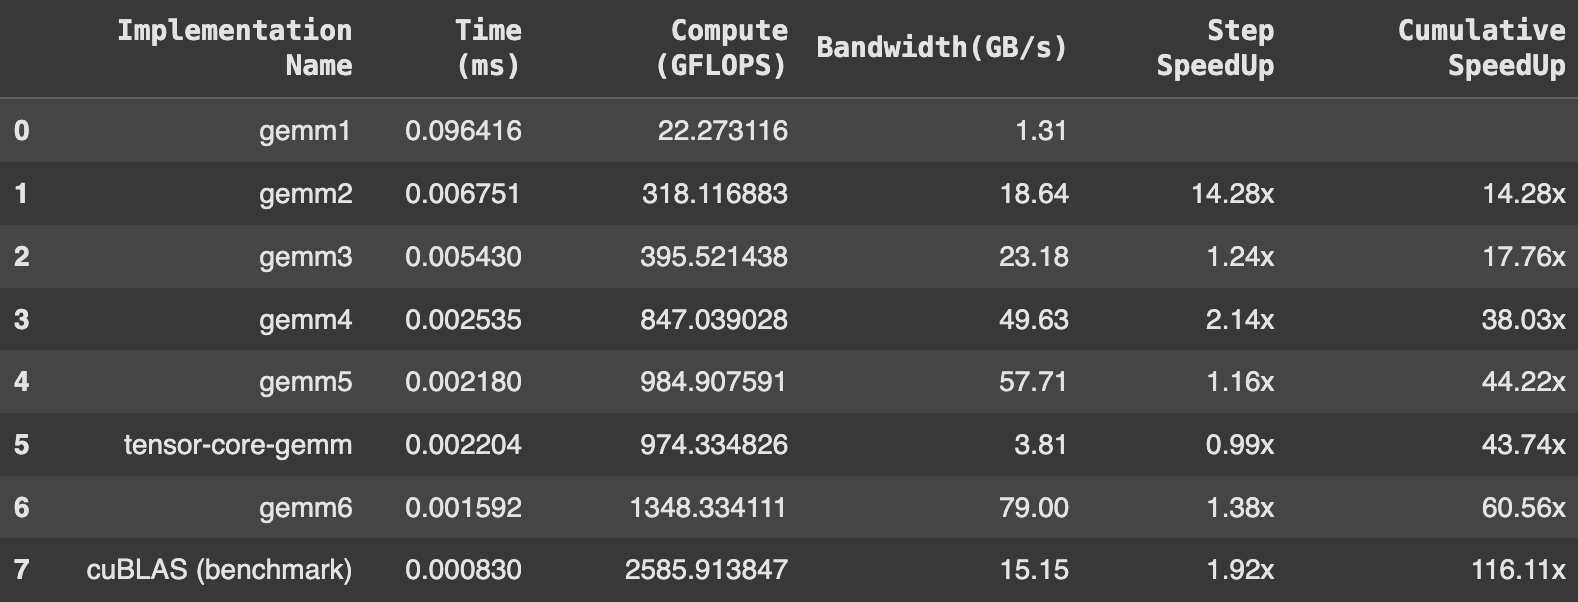 Implementation Name Time (ms) Compute (GFLOPS) Bandwidth(GB/s) Step SpeedUp Cumulative SpeedUp
0 gemm1 0.096416 22.273116 1.31
1 gemm2 0.006751 318.116883 18.64 14.28x 14.28x
2 gemm3 0.005430 395.521438 23.18 1.24x 17.76x
3 gemm4 0.002535 847.039028 49.63 2.14x 38.03x
4 gemm5 0.002180 984.907591 57.71 1.16x 44.22x
5 tensor-core-gemm 0.002204 974.334826 3.81 0.99x 43.74x
6 gemm6 0.001592 1348.334111 79.00 1.38x 60.56x
7 cuBLAS (benchmark) 0.000830 2585.913847 15.15 1.92x 116.11x